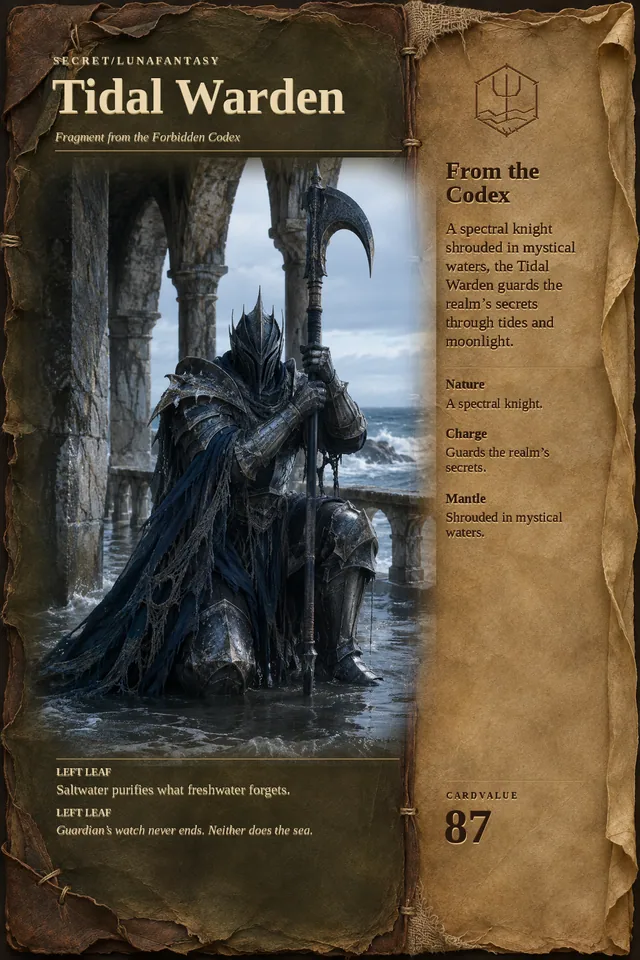 SECRET/LUNAFANTASY
Tidal Warden
Fragment from the Forbidden Codex
LEFT LEAF
Saltwater purifies what freshwater forgets.
LEFT LEAF
Guardian's watch never ends. Neither does the sea.
From the
Codex
A spectral knight
shrouded in mystical
waters, the Tidal
Warden guards the
realm's secrets
through tides and
moonlight.
Nature
A spectral knight.
Charge
Guards the realm's
secrets.
Mantle
Shrouded in mystical
waters.
CARDVALUE
87